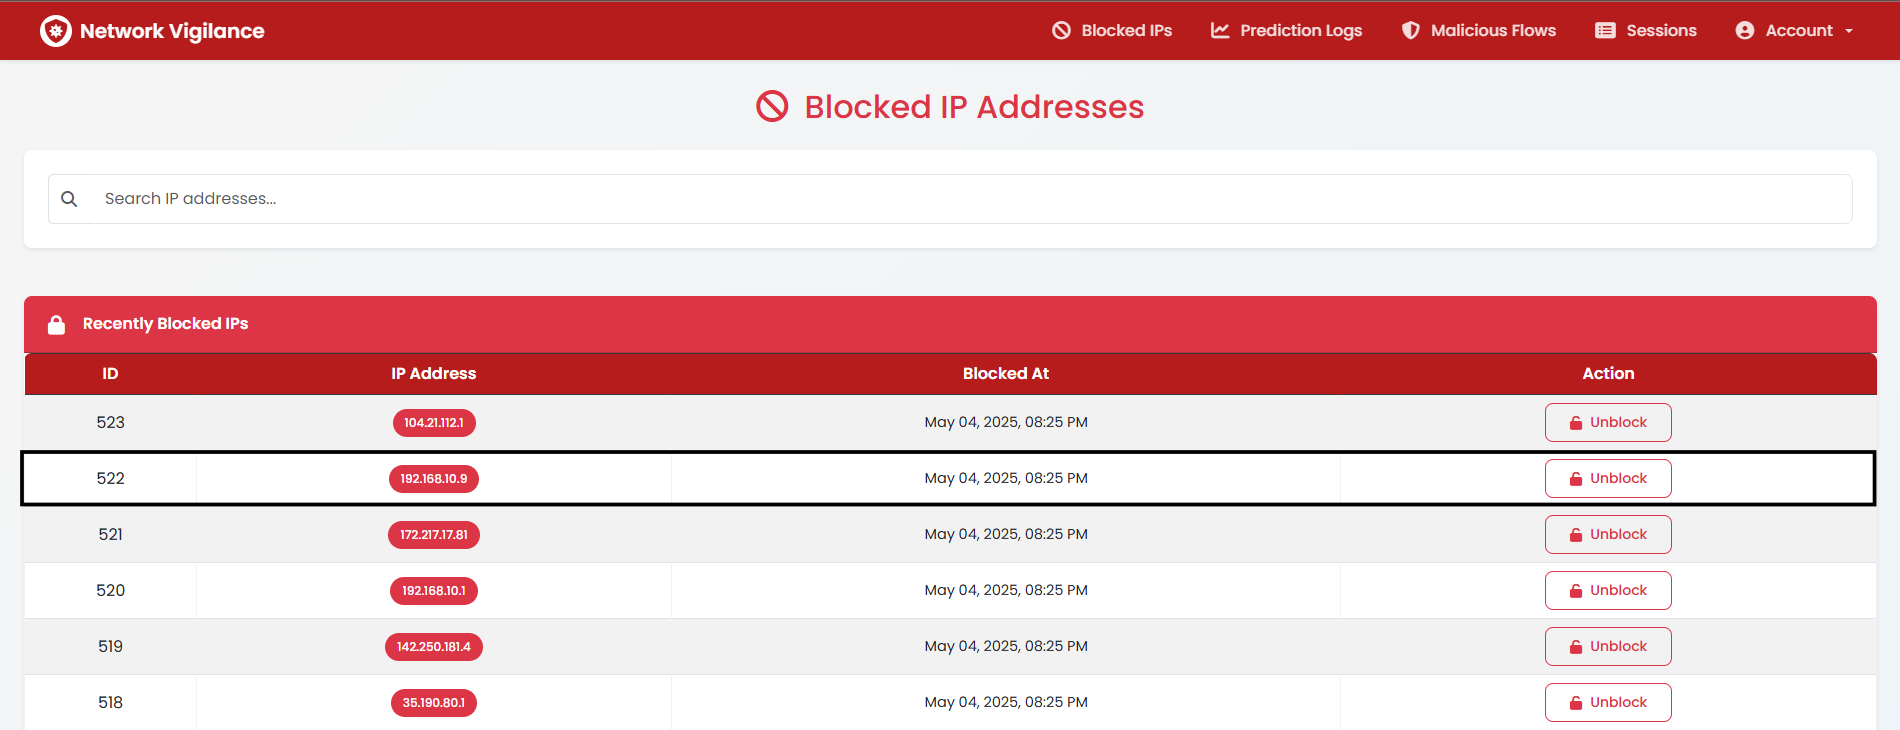 Network Vigilance Blocked IPs Prediction Logs Malicious Flows Sessions Account
Blocked IP Addresses
Search IP addresses...
Recently Blocked IPs
ID IP Address Blocked At Action
523 104.21.112.1 May 04, 2025, 08:25 PM Unblock
522 192.168.10.9 May 04, 2025, 08:25 PM Unblock
521 172.217.17.81 May 04, 2025, 08:25 PM Unblock
520 192.168.10.1 May 04, 2025, 08:25 PM Unblock
519 142.250.181.4 May 04, 2025, 08:25 PM Unblock
518 35.190.80.1 May 04, 2025, 08:25 PM Unblock